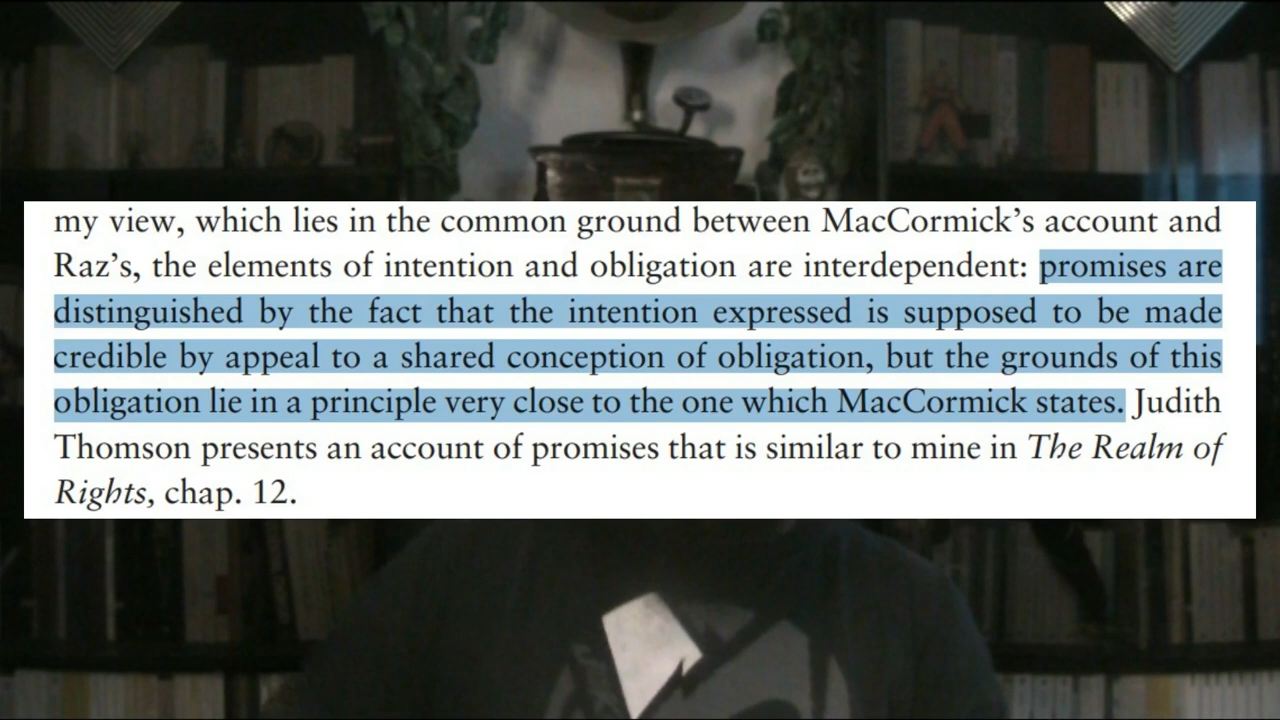 my view, which lies in the common ground between MacCormick’s account and
Raz’s, the elements of intention and obligation are interdependent: promises are
distinguished by the fact that the intention expressed is supposed to be made
credible by appeal to a shared conception of obligation, but the grounds of this
obligation lie in a principle very close to the one which MacCormick states. Judith
Thomson presents an account of promises that is similar to mine in The Realm of
Rights, chap. 12.